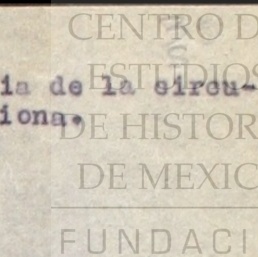 CENTRO D
ia de la circu-
ESTUDIOS
iona.
DE HISTOR
DE MEXIC
FUNDACI